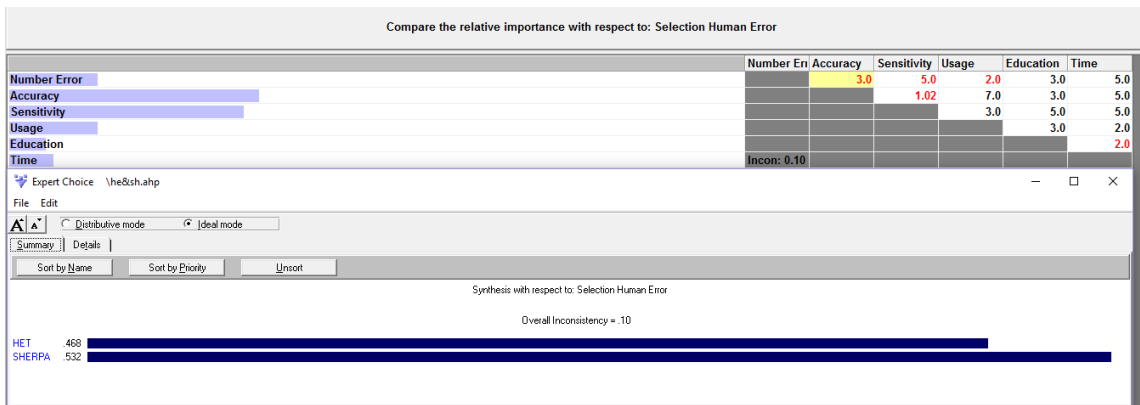 Compare the relative importance with respect to: Selection Human Error
Number Err Accuracy Sensitivity Usage Education Time
Number Error 3.0 5.0 2.0 3.0 5.0
Accuracy 1.02 7.0 3.0 5.0
Sensitivity 3.0 5.0 5.0
Usage 3.0 2.0
Education 2.0
Time Incon: 0.10
Expert Choice \he&sh.ahp
File Edit
A A Distributive mode Ideal mode
Summary Details
Sort by Name Sort by Priority Unsort
Synthesis with respect to: Selection Human Error
Overall Inconsistency = .10
HET .468
SHERPA .532